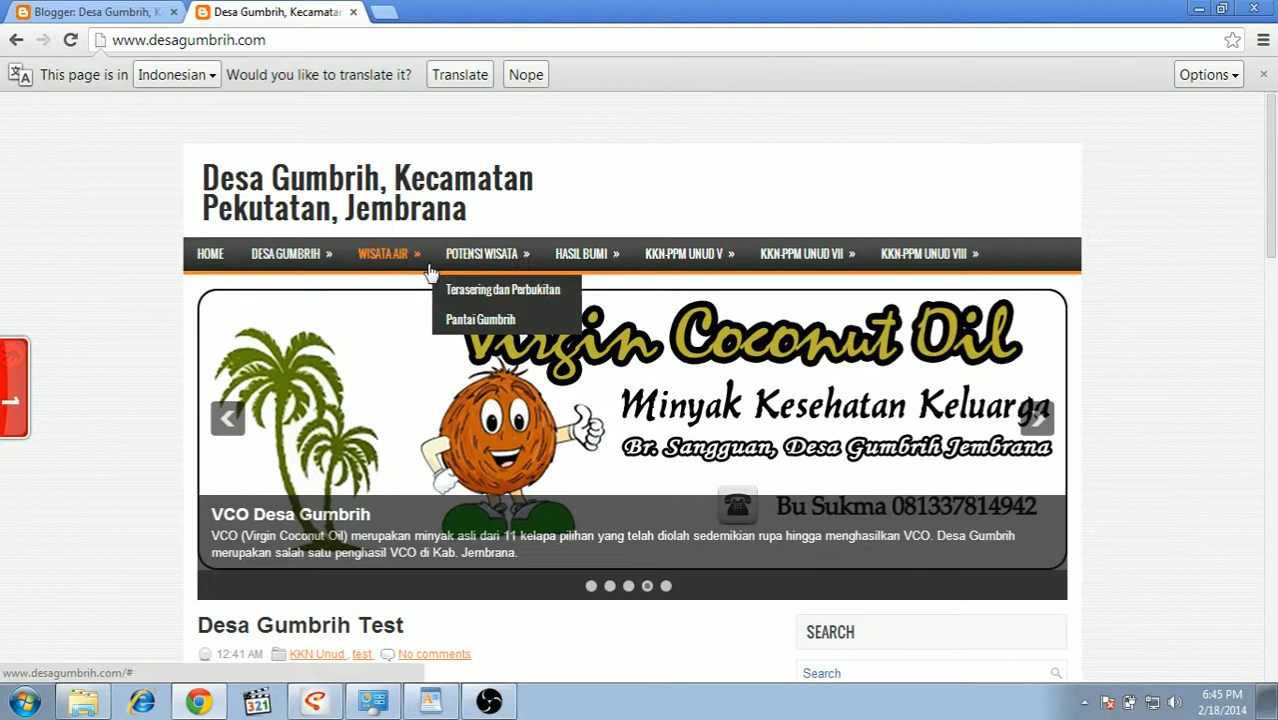 Blogger: Desa Gumbrih, K
Desa Gumbrih, Kecamatan
www.desagumbrih.com
This page is in Indonesian Would you like to translate it? Translate Nope Options
Desa Gumbrih, Kecamatan
Pekutatan, Jembrana
HOME DESA GUMBRIH » WISATA AIR » POTENSI WISATA » HASIL BUMI » KKN-PPM UNUD V » KKN-PPM UNUD VII » KKN-PPM UNUD VIII »
Terasering dan Perbukitan
Pantai Gumbrih
Virgin Coconut Oil
Minyak Kesehatan Keluarga
Br. Sangguan, Desa Gumbrih Jembrana
Bu Sukma 081337814942
VCO Desa Gumbrih
VCO (Virgin Coconut Oil) merupakan minyak asli dari 11 kelapa pilihan yang telah diolah sedemikian rupa hingga menghasilkan VCO. Desa Gumbrih
merupakan salah satu penghasil VCO di Kab. Jembrana.
1
Desa Gumbrih Test
12:41 AM KKN Unud , test No comments
SEARCH
Search
www.desagumbrih.com/#
321
6:45 PM
2/18/2014